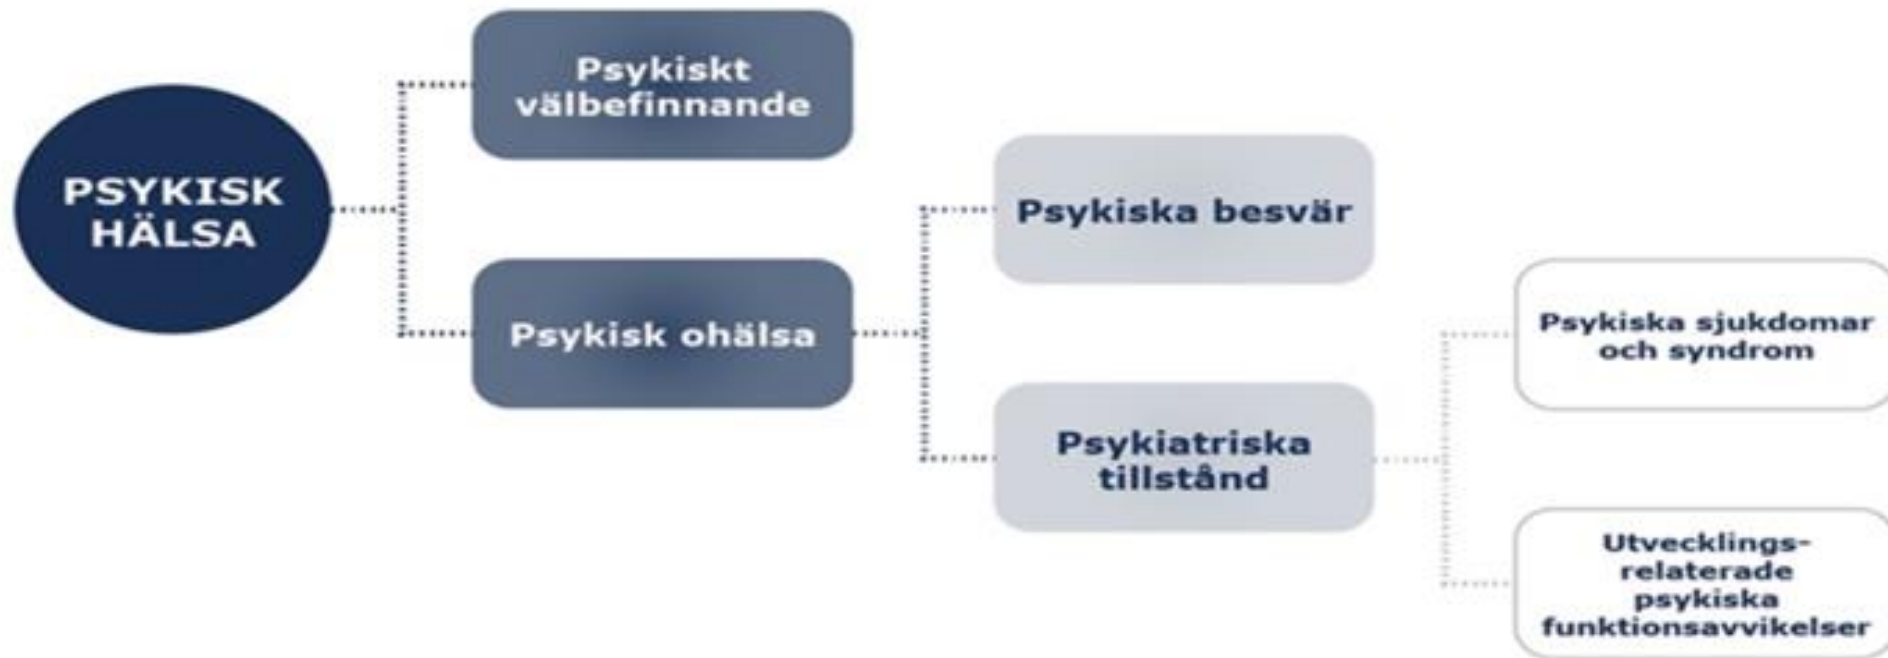 PSYKISK
HÄLSA
Psykiskt
välbefinnande
Psykisk ohälsa
Psykiska besvär
Psykiatriska
tillstånd
Psykiska sjukdomar
och syndrom
Utvecklings-
relaterade
psykiska
funktionsavvikelser